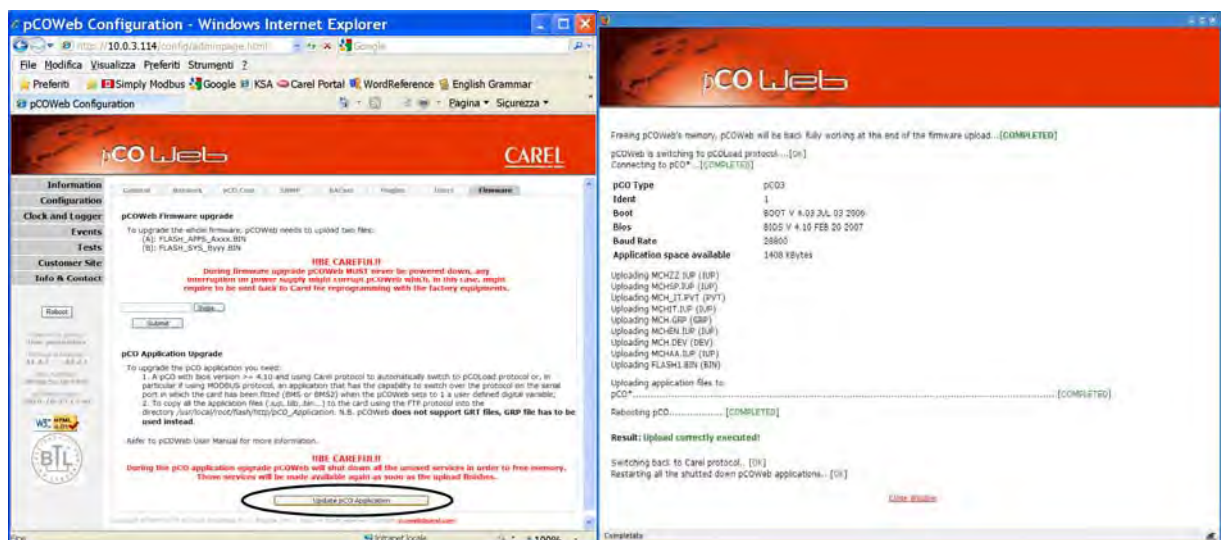 pCOWeb Configuration - Windows Internet Explorer
http://10.0.3.114/config/adminpage.html
Google
File Modifica Visualizza Preferiti Strumenti ?
Preferiti Simply Modbus Google KSA Carel Portal WordReference English Grammar
pCOWeb Configuration
Pagina Sicurezza
pCO Web
CAREL
Information
Configuration
Clock and Logger
Events
Tests
Customer Site
Info & Contact
Reboot
W3C HTML
BTL
General Network pCO Com SNMP BACnet Plugins Firmware
pCOWeb Firmware upgrade
To upgrade the whole firmware, pCOWeb needs to upload two files:
(A): FLASH_APPS_Axxx.BIN
(B): FLASH_SYS_Byyy.BIN
!!!BE CAREFUL!!
During firmware upgrade pCOWeb MUST never be powered down, any
interruption on power supply might corrupt pCOWeb which, in this case, might
require to be sent back to Carel for reprogramming with the factory equipments.
Submit
pCO Application Upgrade
To upgrade the pCO application you need:
1. A pCO with bios version >= 4.10 and using Carel protocol to automatically switch to pCOLoad protocol or, in
particular if using MODBUS protocol, an application that has the capability to switch over the protocol on the serial
port in which the card has been fitted (BMS or BMS2) when the pCOWeb sets to 1 a user defined digital variable;
2. To copy all the application files (.iup, .blb, .bin...) to the card using the FTP protocol into the
directory /usr/local/root/flash/http/pCO_Application. N.B. pCOWeb does not support GRT files, GRP file has to be
used instead.
Refer to pCOWeb User Manual for more information.
!!!BE CAREFUL!!
During the pCO application upgrade pCOWeb will shut down all the unused services in order to free memory.
Those services will be made available again as soon as the upload finishes.
Update pCO Application
Intranet locale
100%
pCO Web
Freeing pCOWeb's memory, pCOWeb will be back fully working at the end of the firmware upload...[COMPLETED]
pCOWeb is switching to pCOLoad protocol....[OK]
Connecting to pCO*...[COMPLETED]
pCO Type pCO3
Ident 1
Boot BOOT V 4.03 JUL 03 2006
Bios BIOS V 4.10 FEB 20 2007
Baud Rate 28800
Application space available 1408 KBytes
Uploading MCHZZ.IUP (IUP)
Uploading MCHSP.IUP (IUP)
Uploading MCH_IT.PVT (PVT)
Uploading MCHIT.IUP (IUP)
Uploading MCH.GRP (GRP)
Uploading MCHEN.IUP (IUP)
Uploading MCH.DEV (DEV)
Uploading MCHAA.IUP (IUP)
Uploading FLASH1.BIN (BIN)
Uploading application files to
pCO*.......................................................[COMPLETED]
Rebooting pCO.................. [COMPLETED]
Result: Upload correctly executed!
Switching back to Carel protocol.. [OK]
Restarting all the shutted down pCOWeb applications.. [OK]
Close window
Completato